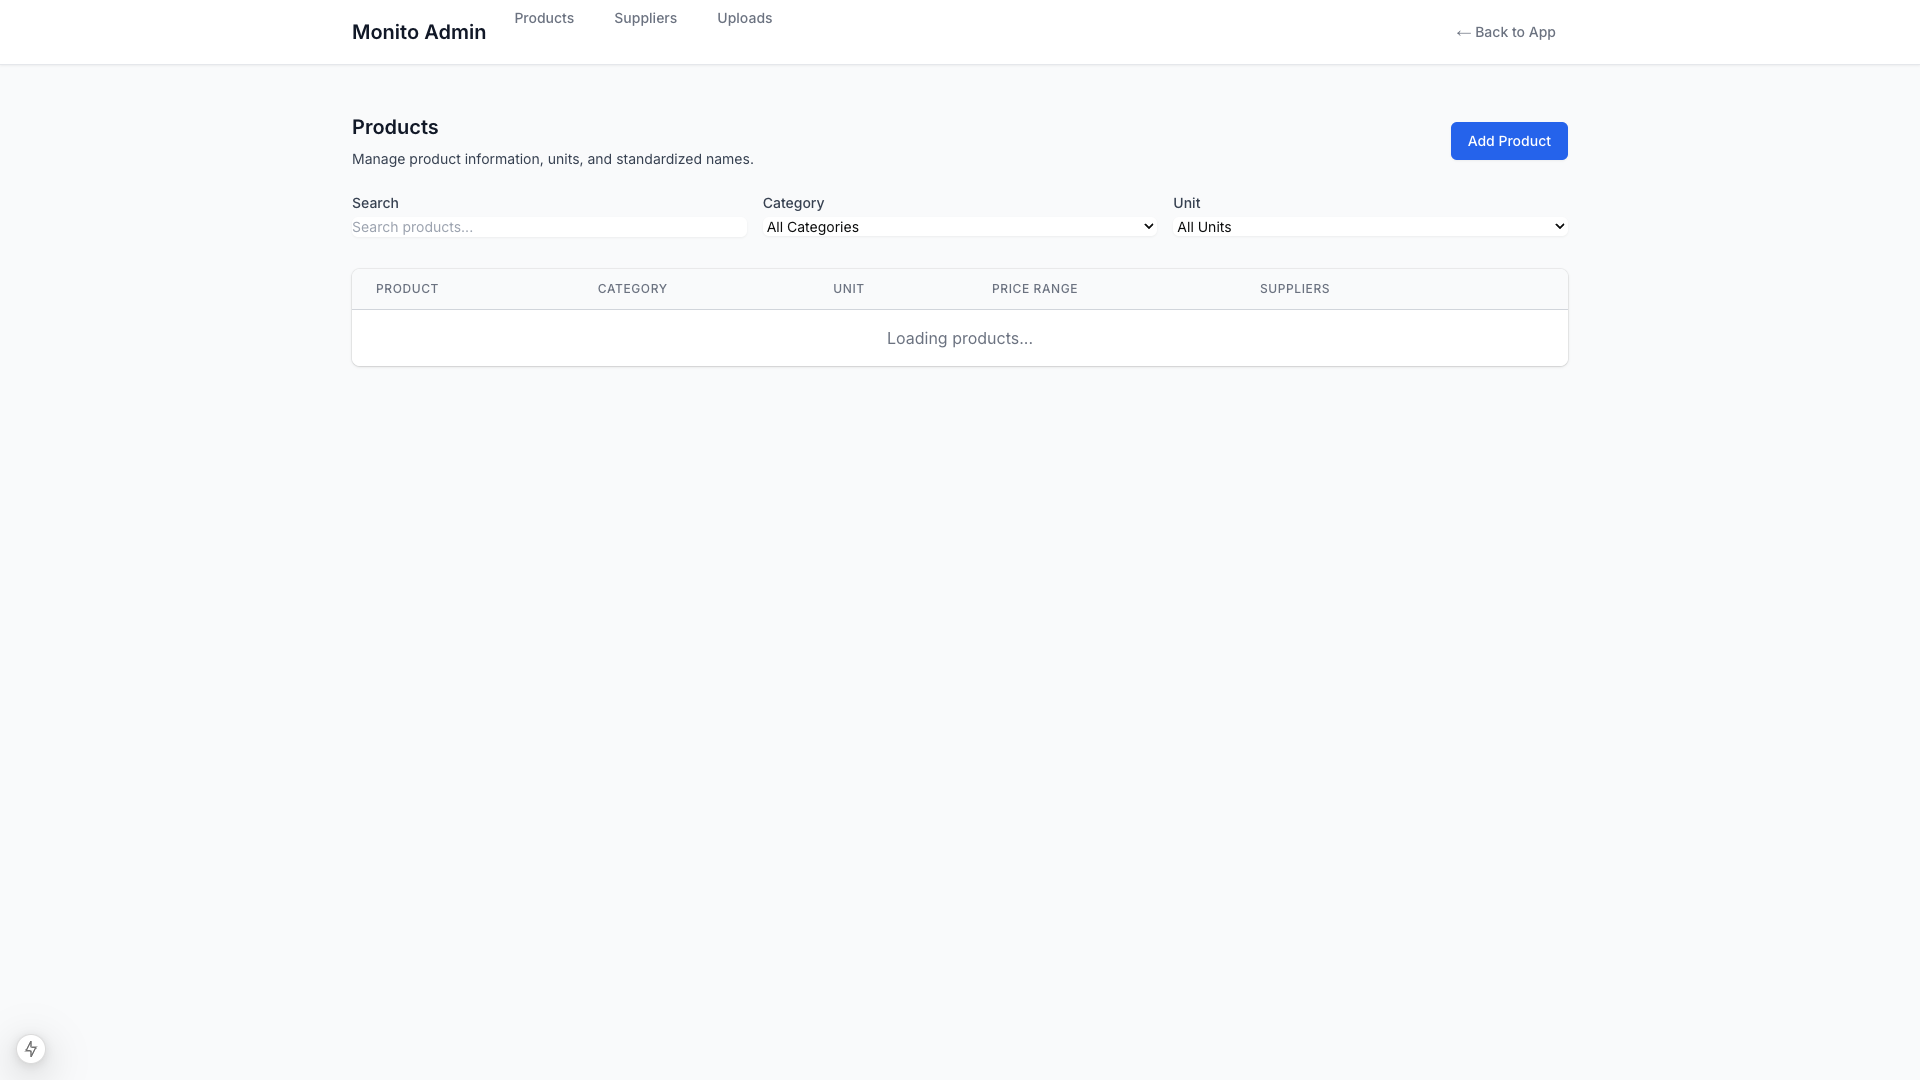 Monito Admin
Products
Suppliers
Uploads
← Back to App
Products
Manage product information, units, and standardized names.
Add Product
Search
Category
Unit
Search products...
All Categories
All Units
PRODUCT
CATEGORY
UNIT
PRICE RANGE
SUPPLIERS
Loading products...